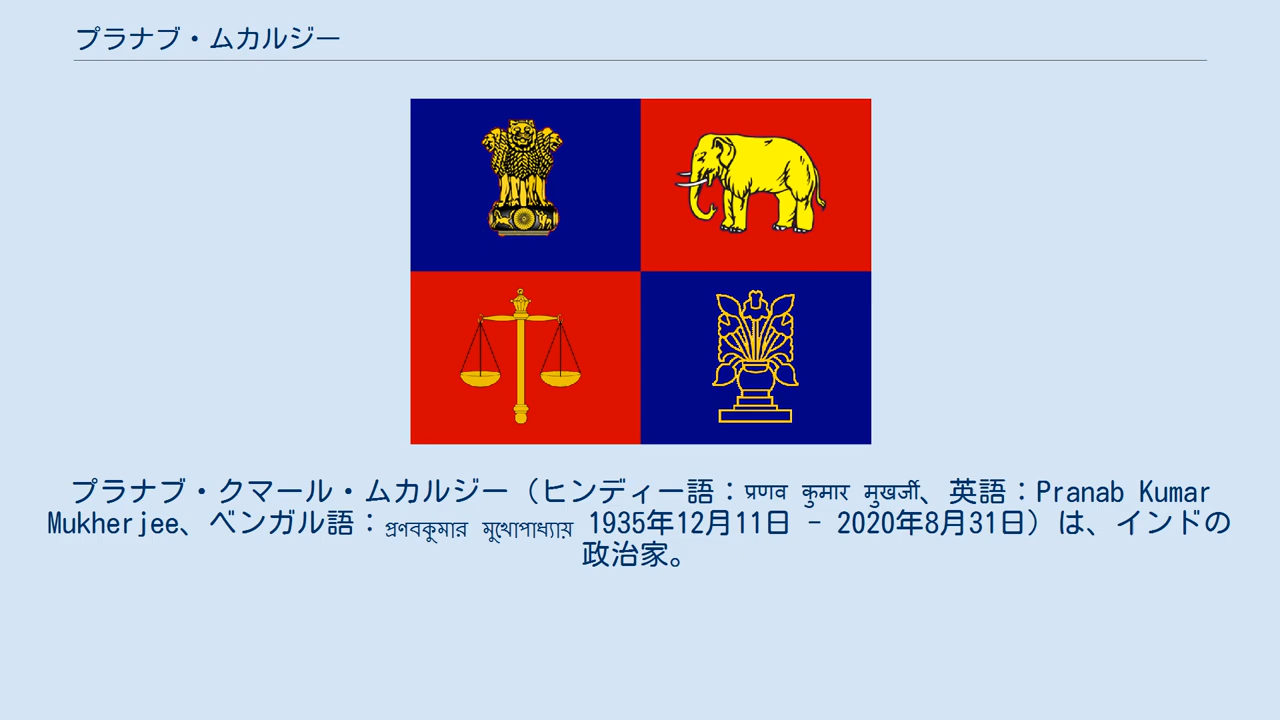 プラナブ・ムカルジー
プラナブ・クマール・ムカルジー（ヒンディー語：प्रणव कुमार मुखर्जी、英語：Pranab Kumar
Mukherjee、ベンガル語：প্রণবকুমার মুখোপাধ্যায় 1935年12月11日 - 2020年8月31日）は、インドの
政治家。